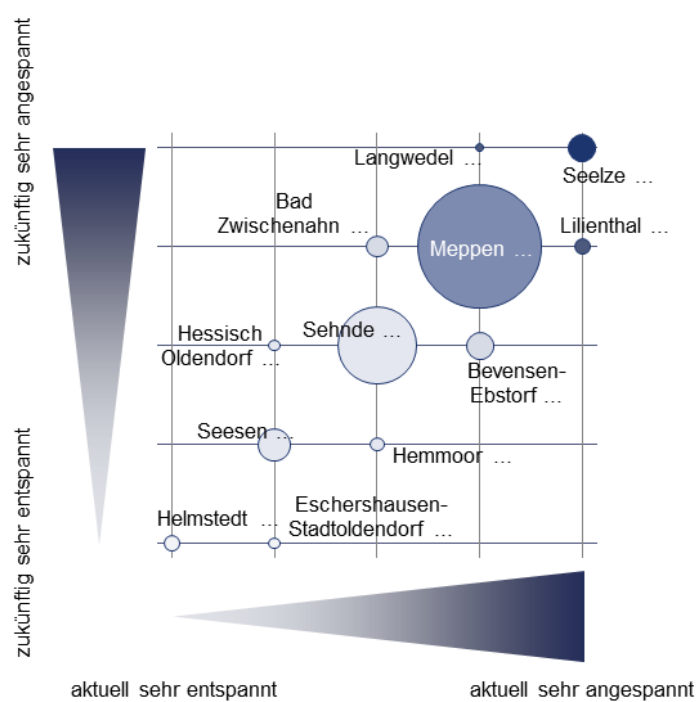 zukünftig sehr angespannt
Langwedel …
Seelze …
Bad
Zwischenahn …
Lilienthal …
Meppen …
Hessisch
Oldendorf …
Sehnde …
Bevensen-
Ebstorf …
Seesen …
Hemmoor …
zukünftig sehr entspannt
Helmstedt …
Eschershausen-
Stadtoldendorf …
aktuell sehr entspannt
aktuell sehr angespannt